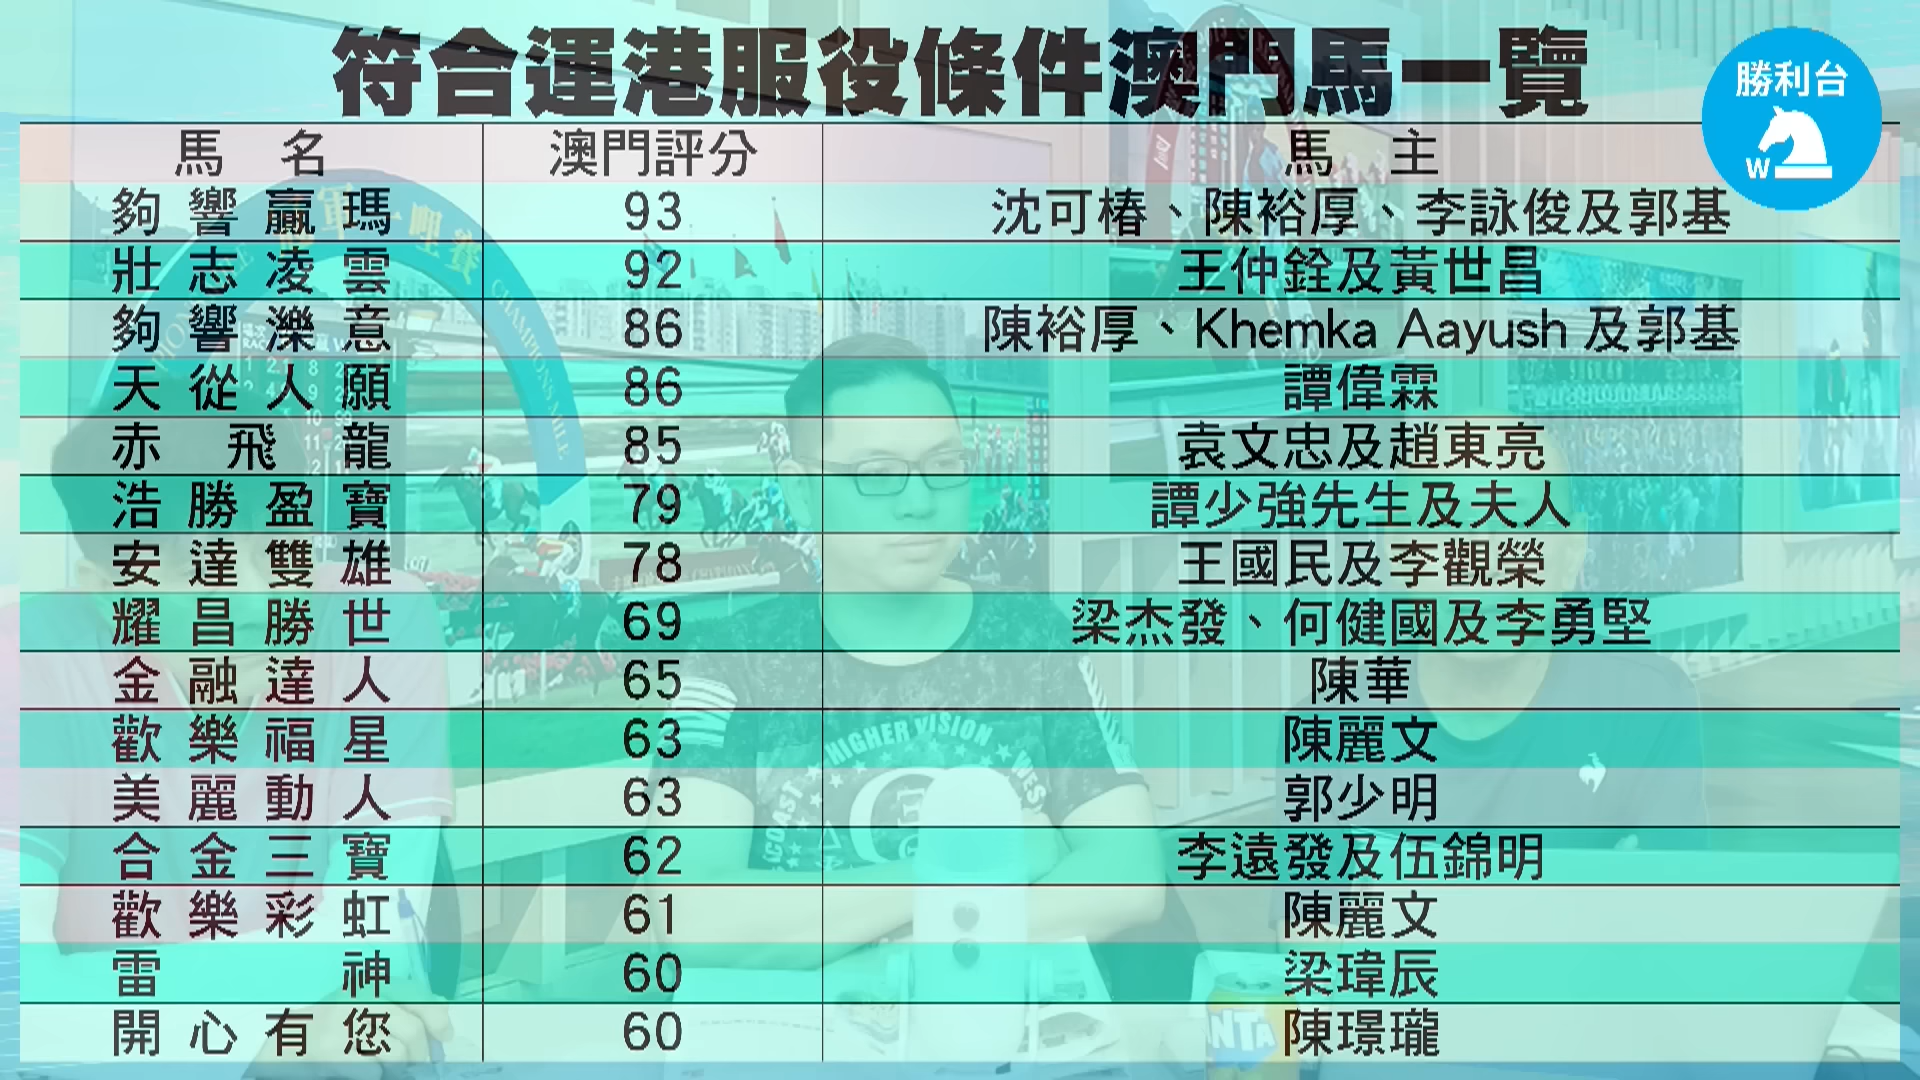 符合運港服役條件澳門馬一覽
勝利台
W
馬名 澳門評分 馬主
夠響贏瑪 93 沈可椿、陳裕厚、李詠俊及郭基
壯志凌雲 92 王仲銓及黃世昌
夠響濼意 86 陳裕厚、Khemka Aayush 及郭基
天從人願 86 譚偉霖
赤飛龍 85 袁文忠及趙東亮
浩勝盈寶 79 譚少強先生及夫人
安達雙雄 78 王國民及李觀榮
耀昌勝世 69 梁杰發、何健國及李勇堅
金融達人 65 陳華
歡樂福星 63 陳麗文
美麗動人 63 郭少明
合金三寶 62 李遠發及伍錦明
歡樂彩虹 61 陳麗文
雷神 60 梁瑋辰
開心有您 60 陳璟瓏
CHAMPIONS MILE
HIGHER VISION
WEST
COAST